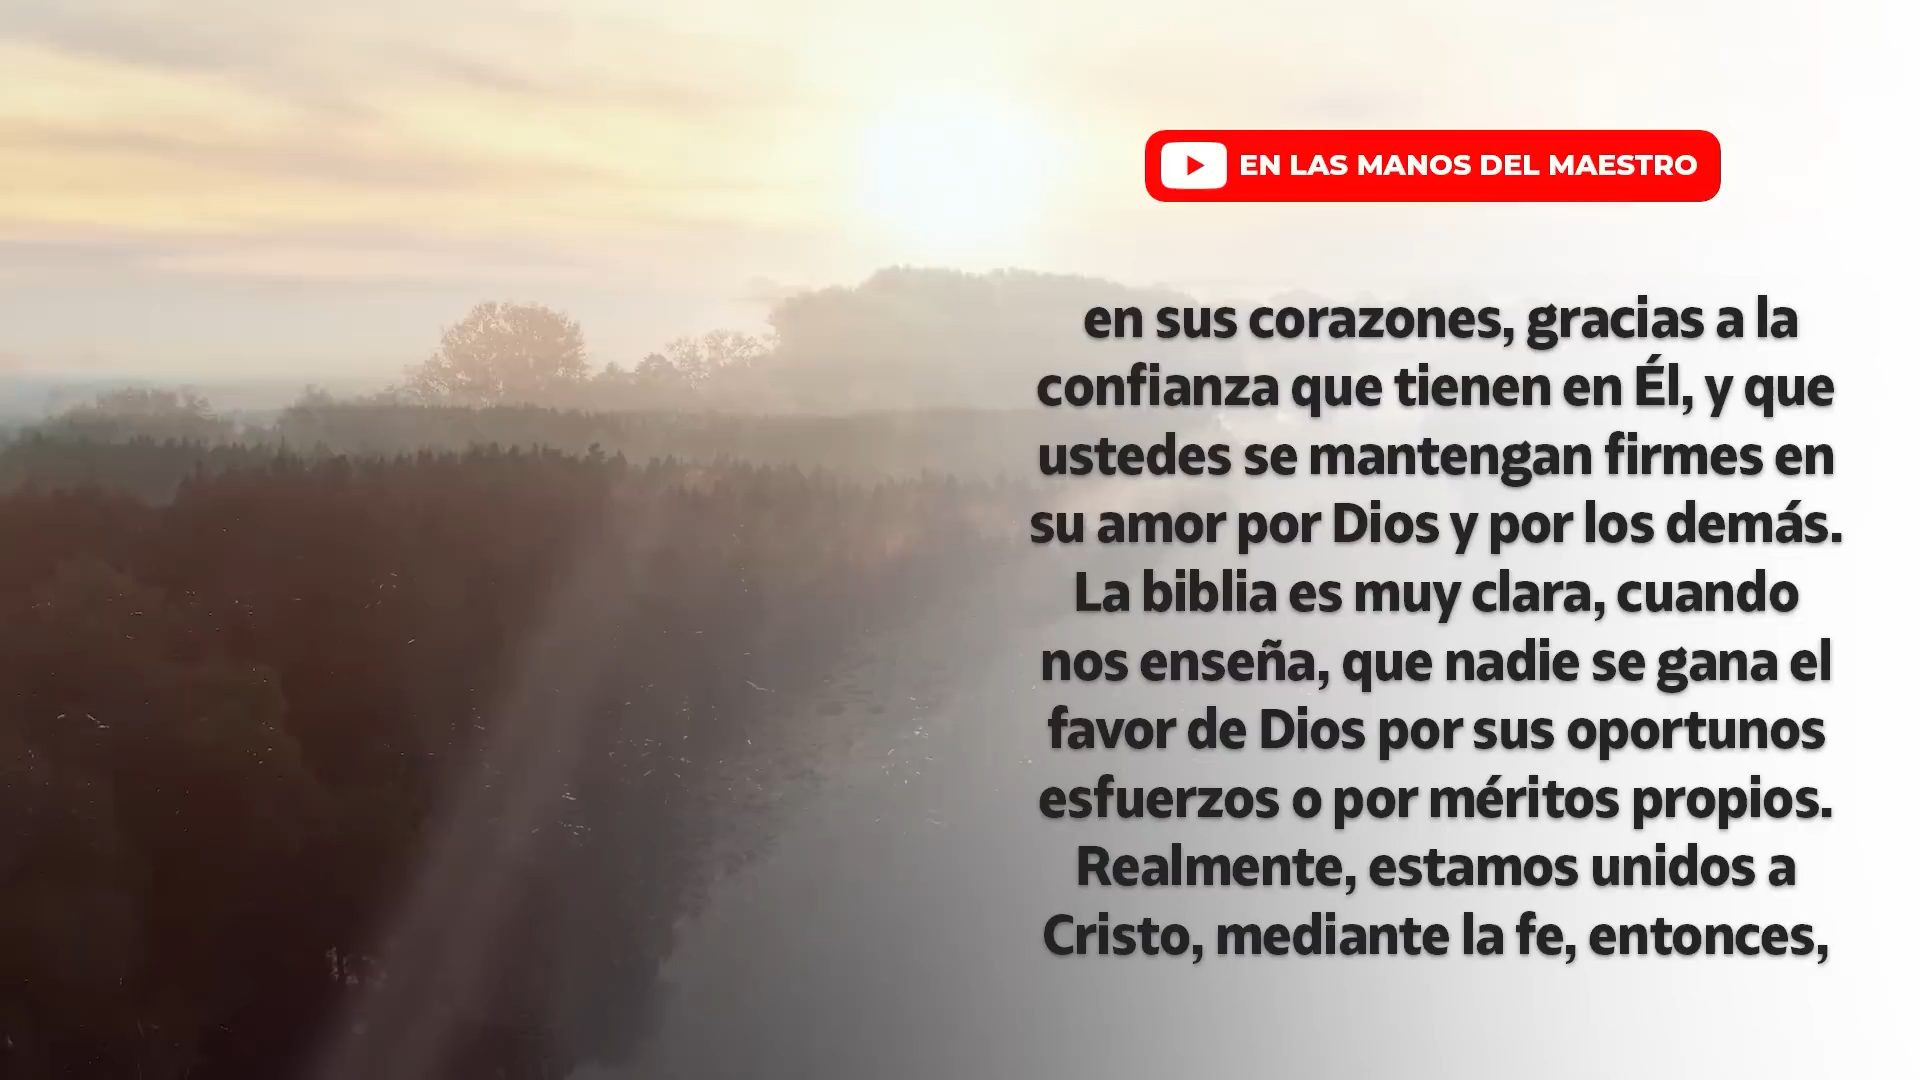 EN LAS MANOS DEL MAESTRO
en sus corazones, gracias a la
confianza que tienen en Él, y que
ustedes se mantengan firmes en
su amor por Dios y por los demás.
La biblia es muy clara, cuando
nos enseña, que nadie se gana el
favor de Dios por sus oportunos
esfuerzos o por méritos propios.
Realmente, estamos unidos a
Cristo, mediante la fe, entonces,